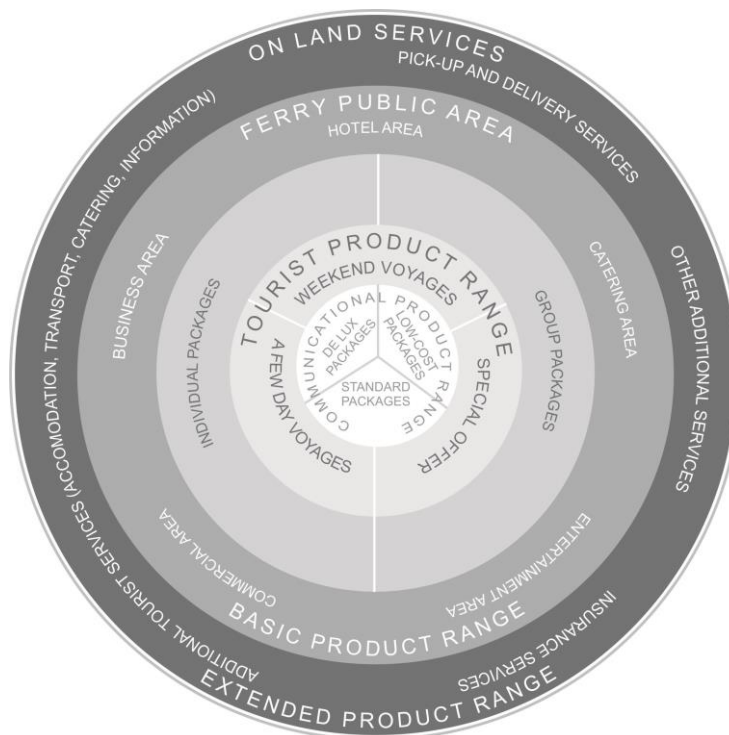 ON LAND SERVICES
PICK-UP AND DELIVERY SERVICES
OTHER ADDITIONAL SERVICES
INSURANCE SERVICES
EXTENDED PRODUCT RANGE
ADDITIONAL TOURIST SERVICES (ACCOMODATION, TRANSPORT, CATERING, INFORMATION)
FERRY PUBLIC AREA
HOTEL AREA
CATERING AREA
ENTERTAINMENT AREA
BASIC PRODUCT RANGE
COMMERCIAL AREA
BUSINESS AREA
INDIVIDUAL PACKAGES
GROUP PACKAGES
TOURIST PRODUCT RANGE
WEEKEND VOYAGES
SPECIAL OFFER
A FEW DAY VOYAGES
COMMUNICATIONAL PRODUCT RANGE
DE LUX
PACKAGES
LOW-COST
PACKAGES
STANDARD
PACKAGES